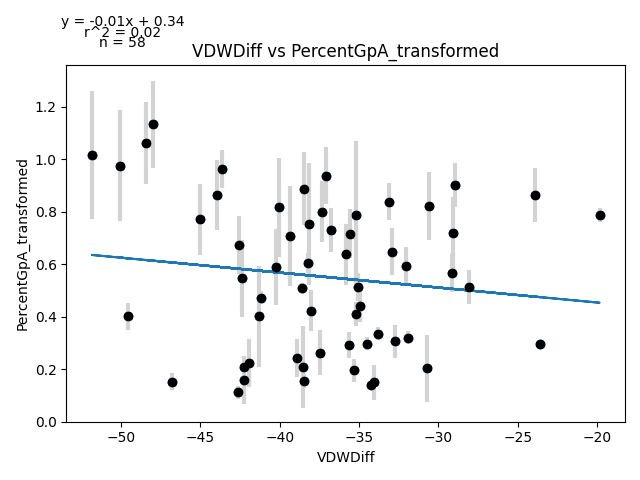 y = -0.01x + 0.34
r^2 = 0.02
n = 58
VDWDiff vs PercentGpA_transformed
PercentGpA_transformed
1.2
1.0
0.8
0.6
0.4
0.2
0.0
−50 −45 −40 −35 −30 −25 −20
VDWDiff